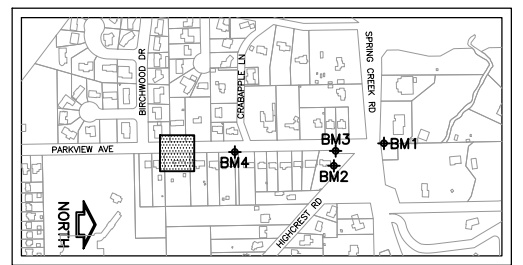 BIRCHWOOD DR
CRABAPPLE LN
SPRING CREEK RD
PARKVIEW AVE
BM4
BM3
BM1
BM2
HIGHCREST RD
NORTH